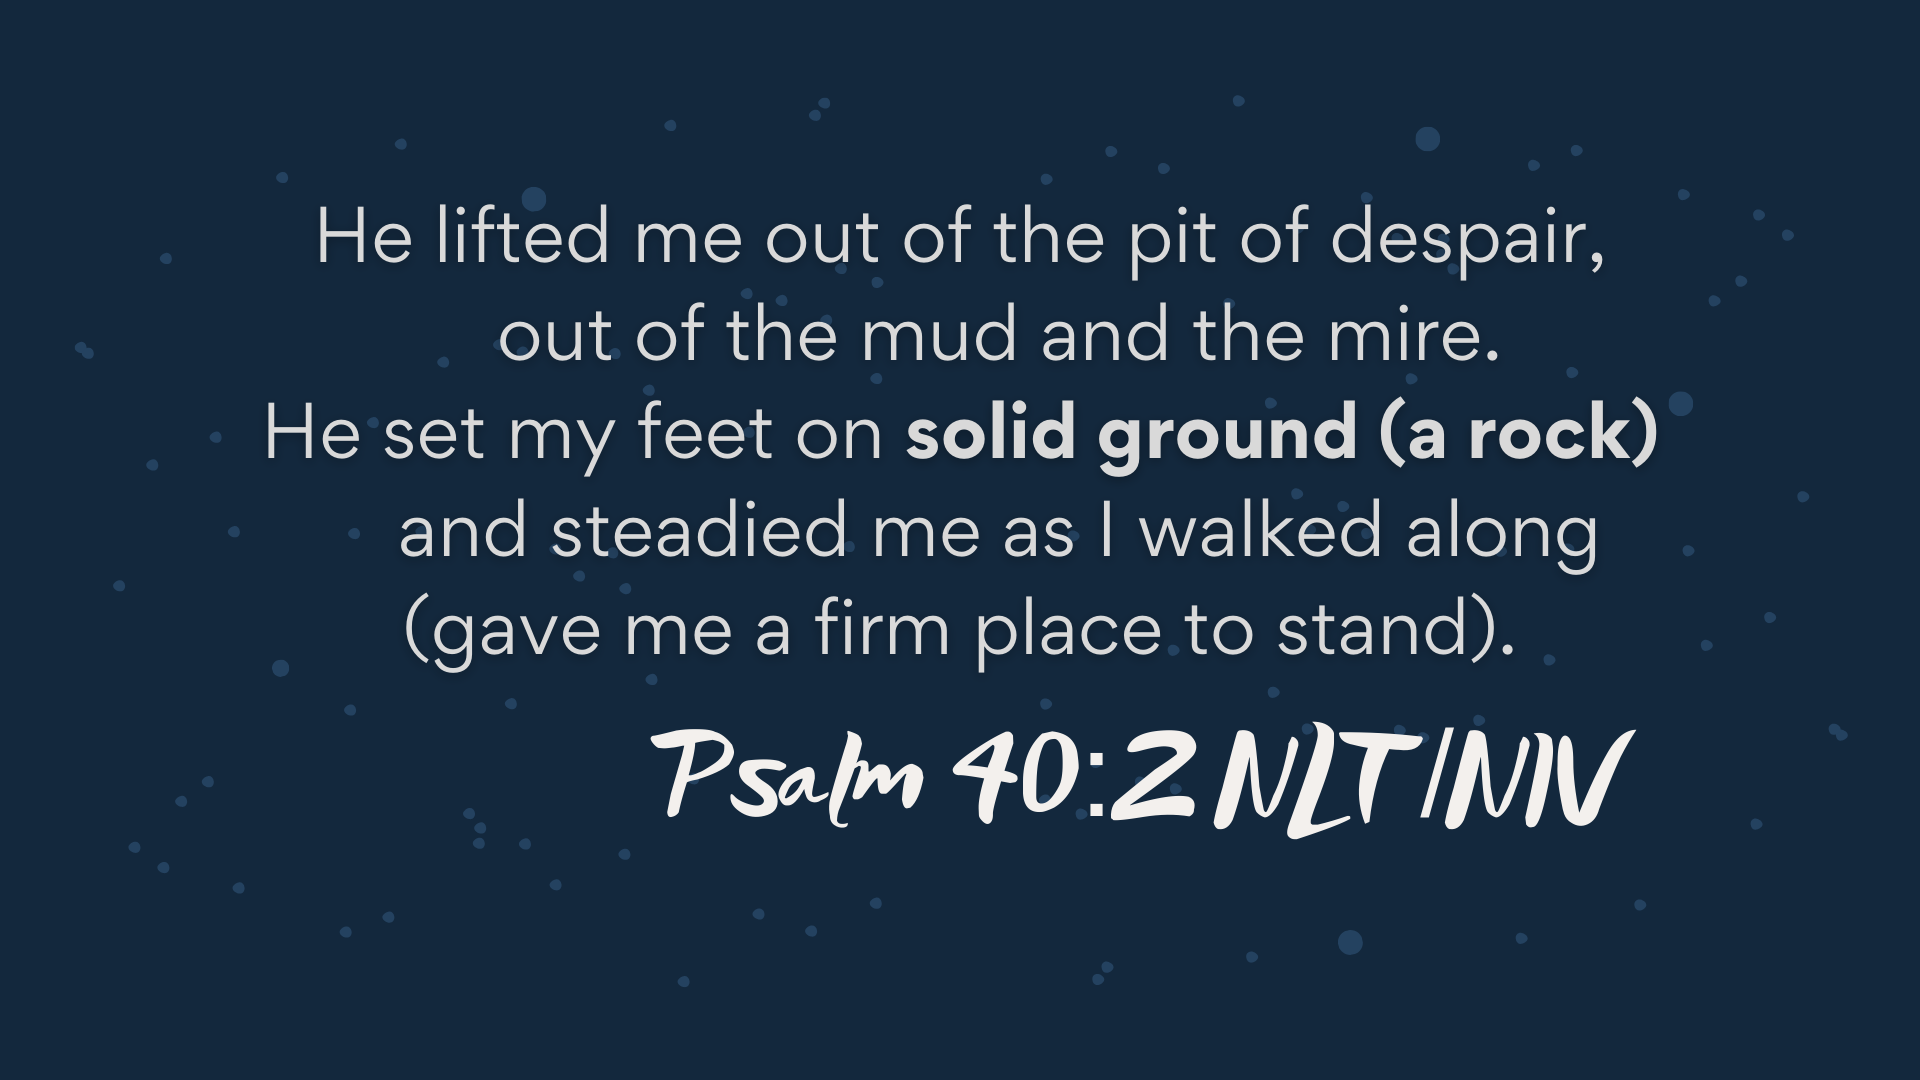 He lifted me out of the pit of despair,
out of the mud and the mire.
He set my feet on solid ground (a rock)
and steadied me as I walked along
(gave me a firm place to stand).
Psalm 40:2 NLT/NIV